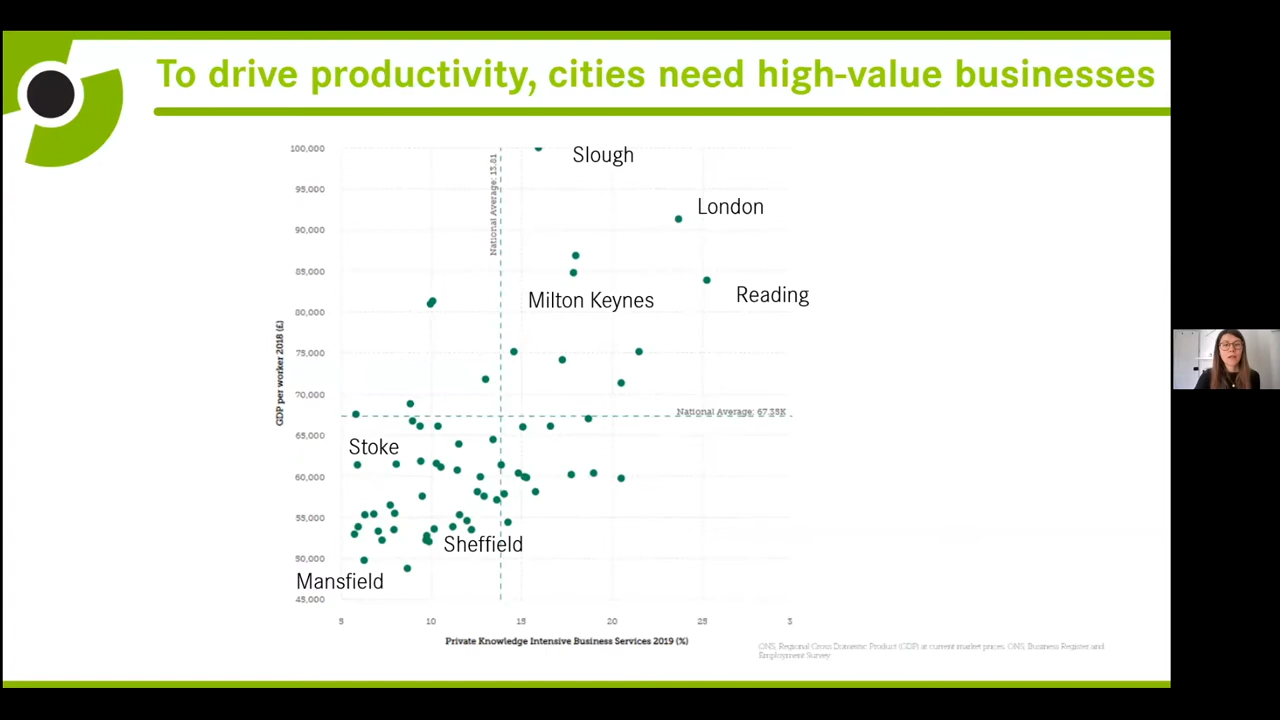 To drive productivity, cities need high-value businesses
100,000
95,000
90,000
85,000
80,000
75,000
70,000
65,000
60,000
55,000
50,000
45,000
GDP per worker 2018 (£)
National Average: 13.81
Slough
London
Milton Keynes
Reading
National Average: 67.35K
Stoke
Sheffield
Mansfield
5
10
15
20
25
3
Private Knowledge Intensive Business Services 2019 (%)
ONS, Regional Gross Domestic Product (GDP) at current market prices. ONS, Business Register and
Employment Survey